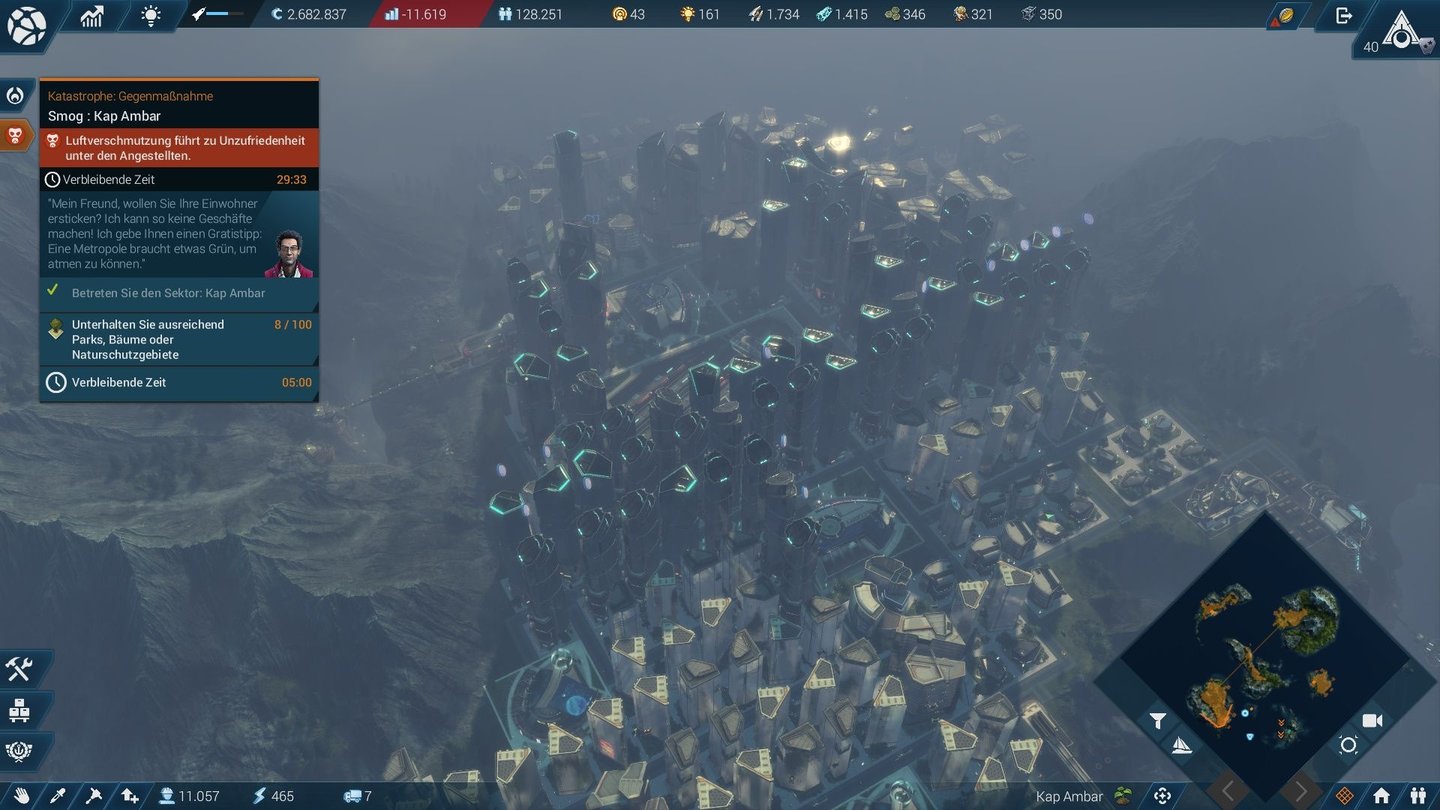 2.682.837
-11.619
128.251
43
161
1.734
1.415
346
321
350
40
Katastrophe: Gegenmaßnahme
Smog : Kap Ambar
Luftverschmutzung führt zu Unzufriedenheit
unter den Angestellten.
Verbleibende Zeit 29:33
"Mein Freund, wollen Sie Ihre Einwohner
ersticken? Ich kann so keine Geschäfte
machen! Ich gebe Ihnen einen Gratistipp:
Eine Metropole braucht etwas Grün, um
atmen zu können."
Betreten Sie den Sektor: Kap Ambar
Unterhalten Sie ausreichend 8 / 100
Parks, Bäume oder
Naturschutzgebiete
Verbleibende Zeit 05:00
11.057
465
7
Kap Ambar